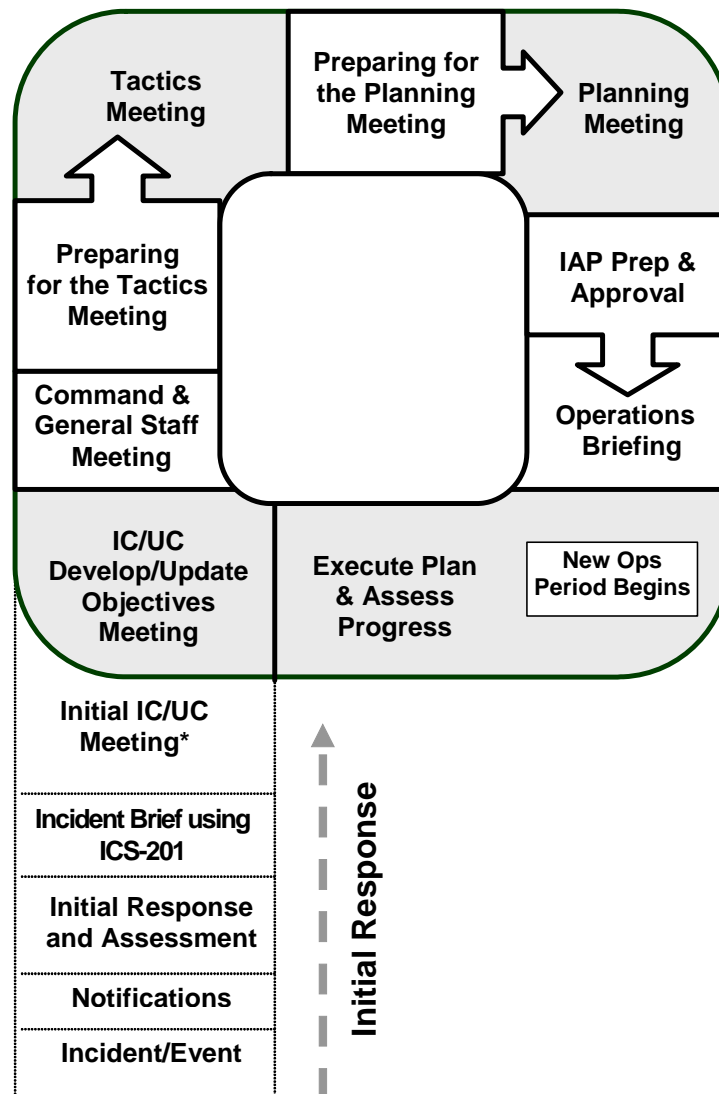 Tactics
Meeting
Preparing for
the Planning
Meeting
Planning
Meeting
Preparing
for the Tactics
Meeting
IAP Prep &
Approval
Command &
General Staff
Meeting
Operations
Briefing
IC/UC
Develop/Update
Objectives
Meeting
Execute Plan
& Assess
Progress
New Ops
Period Begins
Initial IC/UC
Meeting*
Incident Brief using
ICS-201
Initial Response
and Assessment
Notifications
Incident/Event
Initial Response